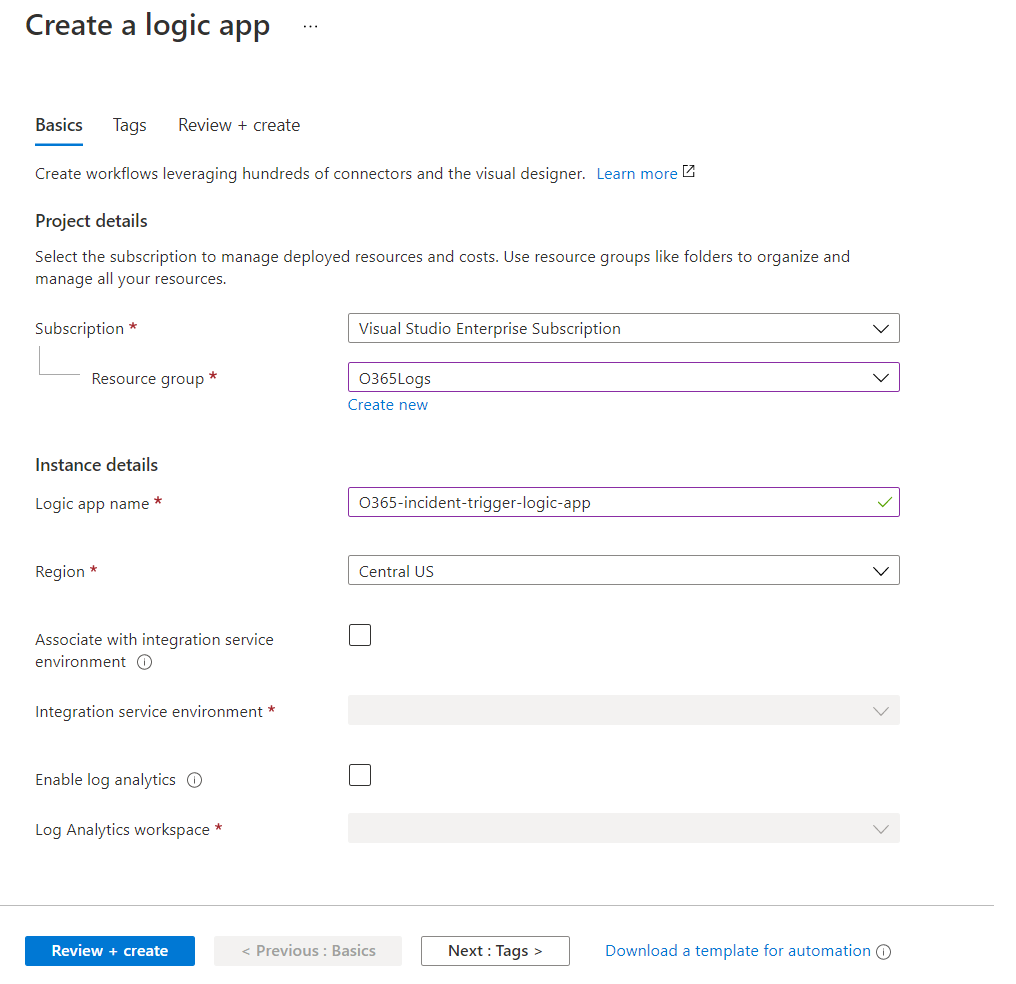 Create a logic app ...
Basics Tags Review + create
Create workflows leveraging hundreds of connectors and the visual designer. Learn more
Project details
Select the subscription to manage deployed resources and costs. Use resource groups like folders to organize and
manage all your resources.
Subscription * Visual Studio Enterprise Subscription
Resource group * O365Logs
Create new
Instance details
Logic app name * O365-incident-trigger-logic-app
Region * Central US
Associate with integration service
environment
Integration service environment *
Enable log analytics
Log Analytics workspace *
Review + create < Previous : Basics Next : Tags > Download a template for automation